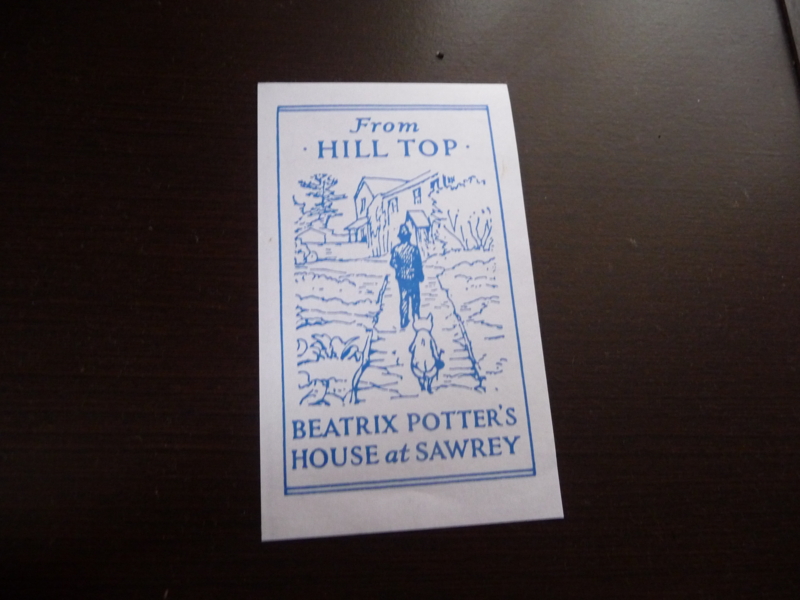 From
· HILL TOP ·
BEATRIX POTTER'S
HOUSE at SAWREY